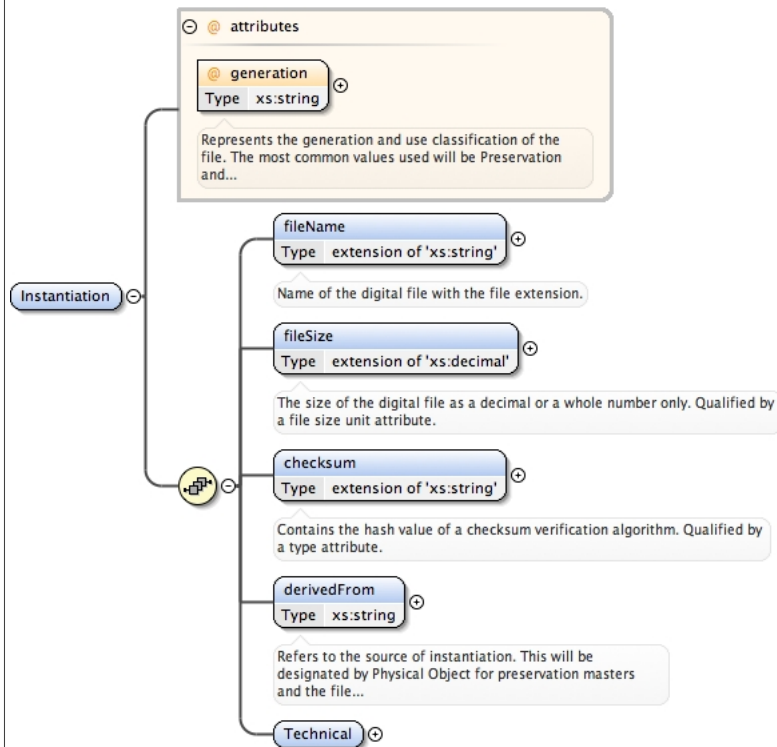 @ attributes
@ generation
Type xs:string
Represents the generation and use classification of the
file. The most common values used will be Preservation
and...
fileName
Type extension of 'xs:string'
Name of the digital file with the file extension.
Instantiation
fileSize
Type extension of 'xs:decimal'
The size of the digital file as a decimal or a whole number only. Qualified by
a file size unit attribute.
checksum
Type extension of 'xs:string'
Contains the hash value of a checksum verification algorithm. Qualified by
a type attribute.
derivedFrom
Type xs:string
Refers to the source of instantiation. This will be
designated by Physical Object for preservation masters
and the file...
Technical